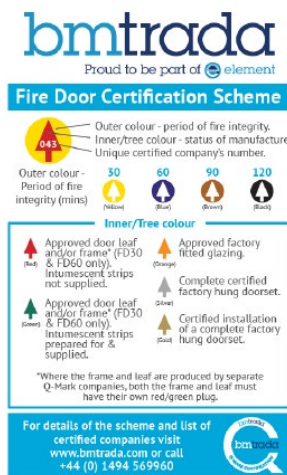 bmtrada
Proud to be part of e element
Fire Door Certification Scheme
043
Outer colour - period of fire integrity.
Inner/tree colour - status of manufacture
Unique certified company's number.
Outer colour -
Period of fire
integrity (mins)
30 60 90 120
(Yellow) (Blue) (Brown) (Black)
Inner/Tree colour
(Red)
Approved door leaf
and/or frame* (FD30
& FD60 only).
Intumescent strips
not supplied.
(Green)
Approved door leaf
and/or frame* (FD30
& FD60 only).
Intumescent strips
prepared for &
supplied.
(Orange)
Approved factory
fitted glazing.
(Silver)
Complete certified
factory hung doorset.
(Gold)
Certified installation
of a complete factory
hung doorset.
*Where the frame and leaf are produced by separate
Q-Mark companies, both the frame and leaf must
have their own red/green plug.
For details of the scheme and list of
certified companies visit
www.bmtrada.com or call
+44 (0) 1494 569960
bmtrada